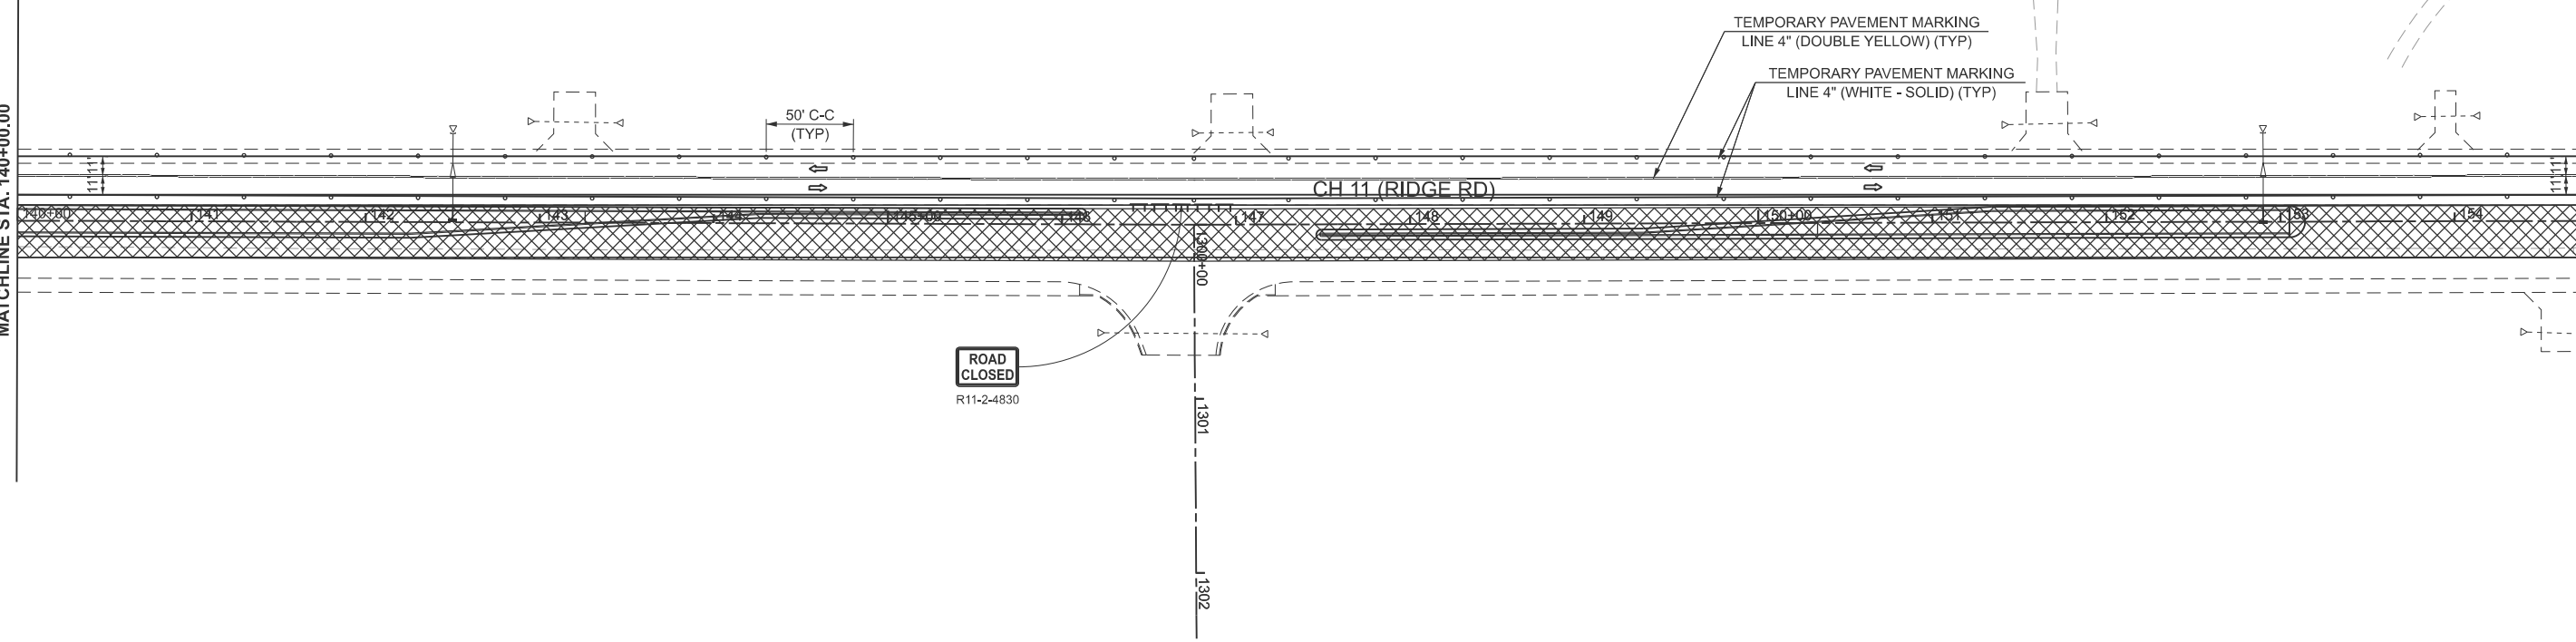 TEMPORARY PAVEMENT MARKING
LINE 4" (DOUBLE YELLOW) (TYP)
TEMPORARY PAVEMENT MARKING
LINE 4" (WHITE - SOLID) (TYP)
50' C-C
(TYP)
MATCHLINE STA. 140+00.00
11'
11'
11'
11'
CH 11 (RIDGE RD)
140+00
141
142
143
144
145+00
146
147
148
149
150+00
151
152
153
154
1300+00
ROAD
CLOSED
R11-2-4830
1301
1302